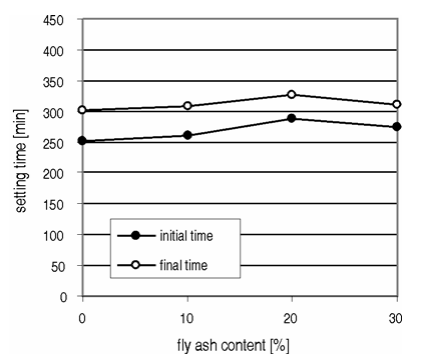 450
400
350
300
250
200
150
100
50
0
setting time [min]
initial time
final time
0 10 20 30
fly ash content [%]